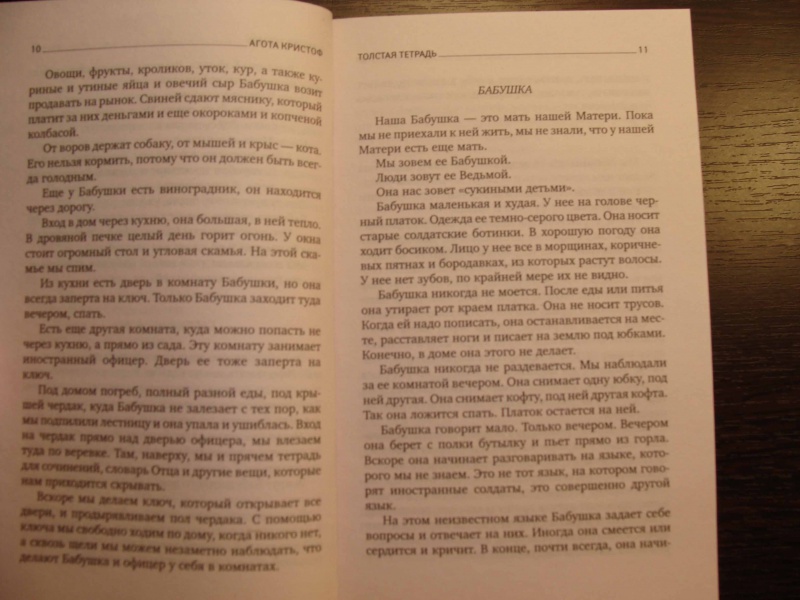 10 АГОТА КРИСТОФ
Овощи, фрукты, кроликов, уток, кур, а также ку-
риные и утиные яйца и овечий сыр Бабушка возит
продавать на рынок. Свиней сдают мяснику, который
платит за них деньгами и еще окороками и копченой
колбасой.
От воров держат собаку, от мышей и крыс — кота.
Его нельзя кормить, потому что он должен быть всег-
да голодным.
Еще у Бабушки есть виноградник, он находится
через дорогу.
Вход в дом через кухню, она большая, в ней тепло.
В дровяной печке целый день горит огонь. У окна
стоит огромный стол и угловая скамья. На этой ска-
мье мы спим.
Из кухни есть дверь в комнату Бабушки, но она
всегда заперта на ключ. Только Бабушка заходит туда
вечером, спать.
Есть еще другая комната, куда можно попасть не
через кухню, а прямо из сада. Эту комнату занимает
иностранный офицер. Дверь ее тоже заперта на
ключ.
Под домом погреб, полный разной еды, под кры-
шей чердак, куда Бабушка не залезает с тех пор, как
мы подпилили лестницу и она упала и ушиблась. Вход
на чердак прямо над дверью офицера, мы влезаем
туда по веревке. Там, наверху, мы и прячем тетрадь
для сочинений, словарь Отца и другие вещи, которые
нам приходится скрывать.
Вскоре мы делаем ключ, который открывает все
двери, и продырявливаем пол чердака. С помощью
ключа мы свободно ходим по дому, когда никого нет,
а сквозь щели мы можем незаметно наблюдать, что
делают Бабушка и офицер у себя в комнатах.
ТОЛСТАЯ ТЕТРАДЬ 11
БАБУШКА
Наша Бабушка — это мать нашей Матери. Пока
мы не приехали к ней жить, мы не знали, что у нашей
Матери есть еще мать.
Мы зовем ее Бабушкой.
Люди зовут ее Ведьмой.
Она нас зовет «сукиными детьми».
Бабушка маленькая и худая. У нее на голове чер-
ный платок. Одежда ее темно-серого цвета. Она носит
старые солдатские ботинки. В хорошую погоду она
ходит босиком. Лицо у нее все в морщинах, коричне-
вых пятнах и бородавках, из которых растут волосы.
У нее нет зубов, по крайней мере их не видно.
Бабушка никогда не моется. После еды или питья
она утирает рот краем платка. Она не носит трусов.
Когда ей надо пописать, она останавливается на мес-
те, расставляет ноги и писает на землю под юбками.
Конечно, в доме она этого не делает.
Бабушка никогда не раздевается. Мы наблюдали
за ее комнатой вечером. Она снимает одну юбку, под
ней другая. Она снимает кофту, под ней другая кофта.
Так она ложится спать. Платок остается на ней.
Бабушка говорит мало. Только вечером. Вечером
она берет с полки бутылку и пьет прямо из горла.
Вскоре она начинает разговаривать на языке, кото-
рого мы не знаем. Это не тот язык, на котором гово-
рят иностранные солдаты, это совершенно другой
язык.
На этом неизвестном языке Бабушка задает себе
вопросы и отвечает на них. Иногда она смеется или
сердится и кричит. В конце, почти всегда, она начи-